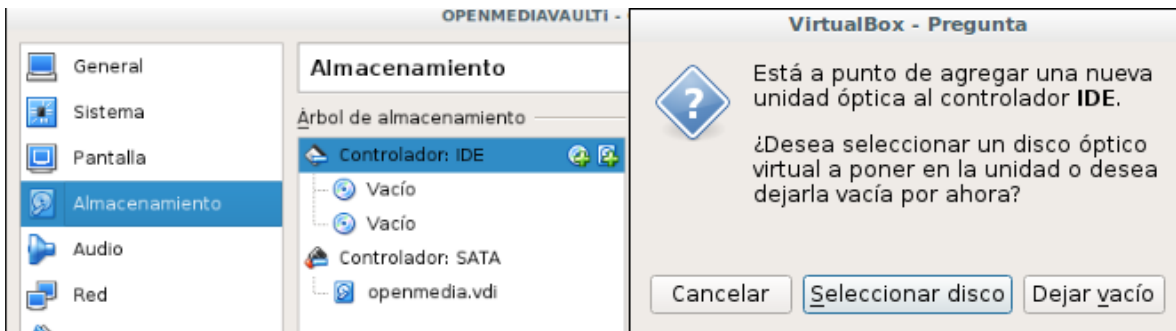 OPENMEDIAVAULTI -
General
Sistema
Pantalla
Almacenamiento
Audio
Red
Almacenamiento
Árbol de almacenamiento
Controlador: IDE
Vacío
Vacío
Controlador: SATA
openmedia.vdi
VirtualBox - Pregunta
Está a punto de agregar una nueva
unidad óptica al controlador IDE.
¿Desea seleccionar un disco óptico
virtual a poner en la unidad o desea
dejarla vacía por ahora?
Cancelar
Seleccionar disco
Dejar vacío